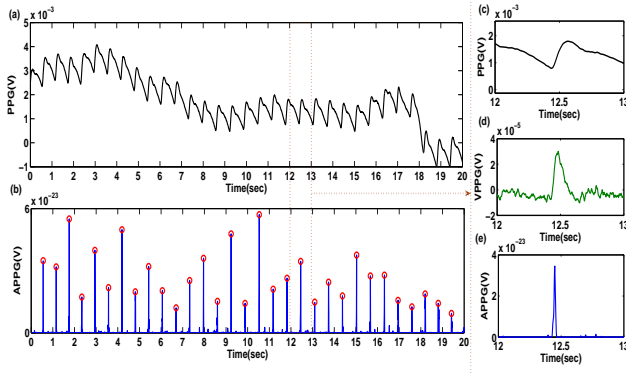 (a)
x 10⁻³
PPG(V)
5
4
3
2
1
0
−1
0 1 2 3 4 5 6 7 8 9 10 11 12 13 14 15 16 17 18 19 20
Time(sec)
(b)
x 10⁻²³
APPG(V)
6
4
2
0
0 1 2 3 4 5 6 7 8 9 10 11 12 13 14 15 16 17 18 19 20
Time(sec)
(c)
x 10⁻³
PPG(V)
2
1
0
12 12.5 13
Time(sec)
(d)
x 10⁻⁵
VPPG(V)
4
2
0
−2
12 12.5 13
Time(sec)
(e)
x 10⁻²³
APPG(V)
4
2
0
12 12.5 13
Time(sec)